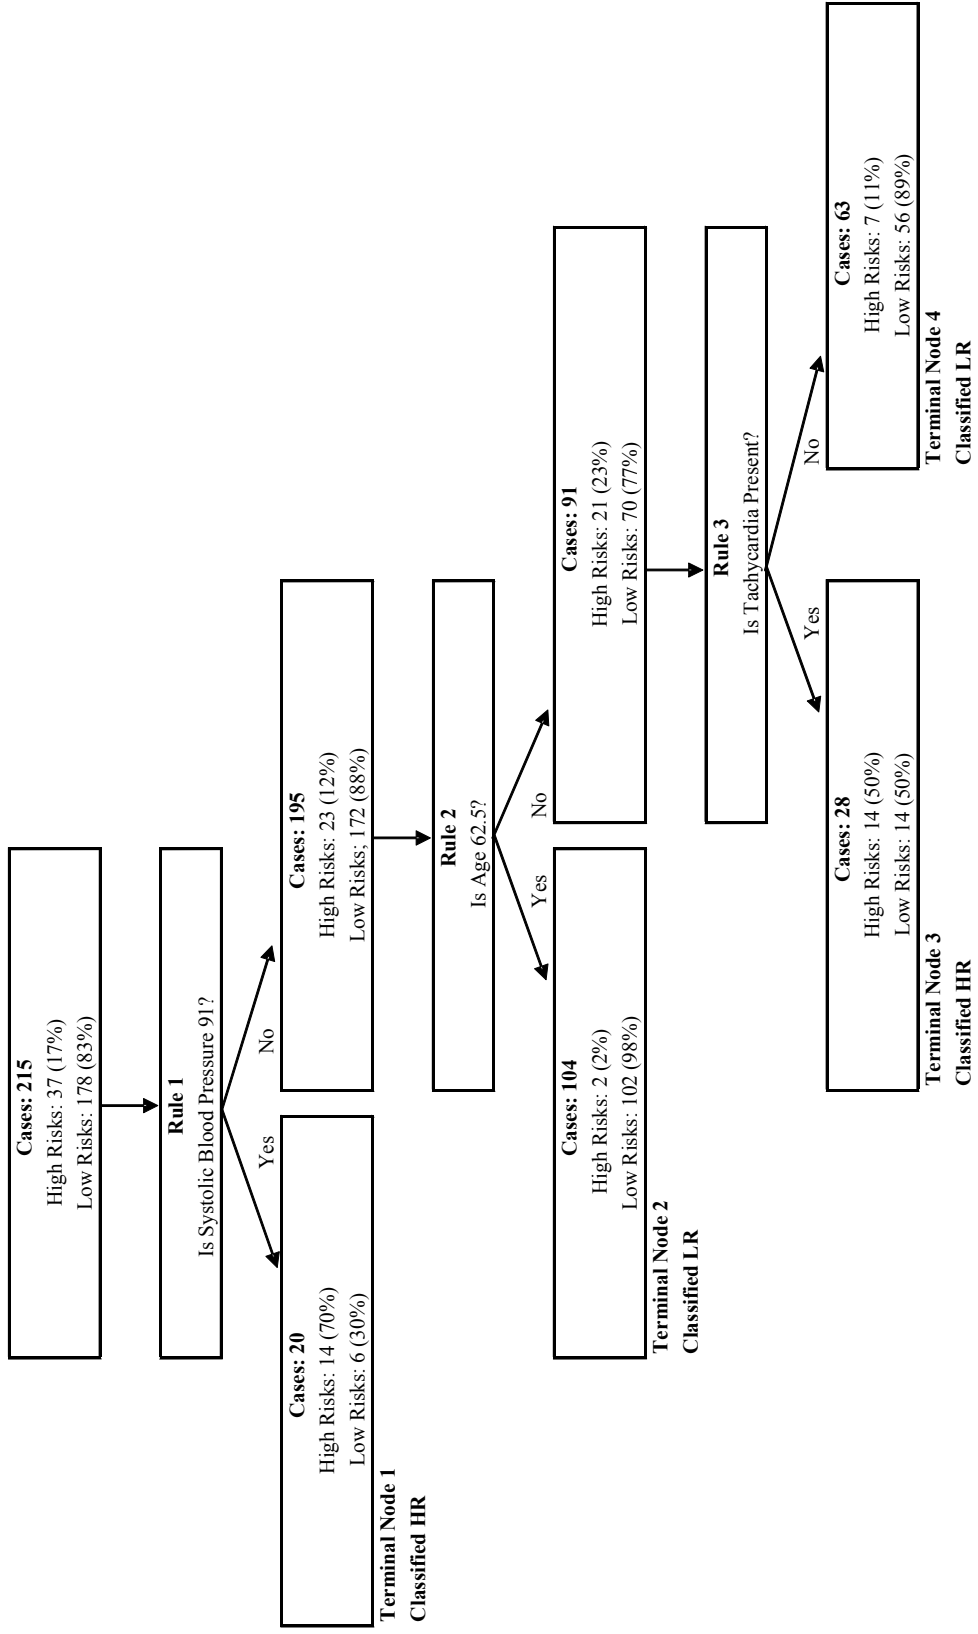 Cases: 215
High Risks: 37 (17%)
Low Risks: 178 (83%)
Rule 1
Is Systolic Blood Pressure 91?
Yes
No
Cases: 20
High Risks: 14 (70%)
Low Risks: 6 (30%)
Terminal Node 1
Classified HR
Cases: 195
High Risks: 23 (12%)
Low Risks; 172 (88%)
Rule 2
Is Age 62.5?
Yes
No
Cases: 104
High Risks: 2 (2%)
Low Risks: 102 (98%)
Terminal Node 2
Classified LR
Cases: 91
High Risks: 21 (23%)
Low Risks: 70 (77%)
Rule 3
Is Tachycardia Present?
Yes
No
Cases: 28
High Risks: 14 (50%)
Low Risks: 14 (50%)
Terminal Node 3
Classified HR
Cases: 63
High Risks: 7 (11%)
Low Risks: 56 (89%)
Terminal Node 4
Classified LR